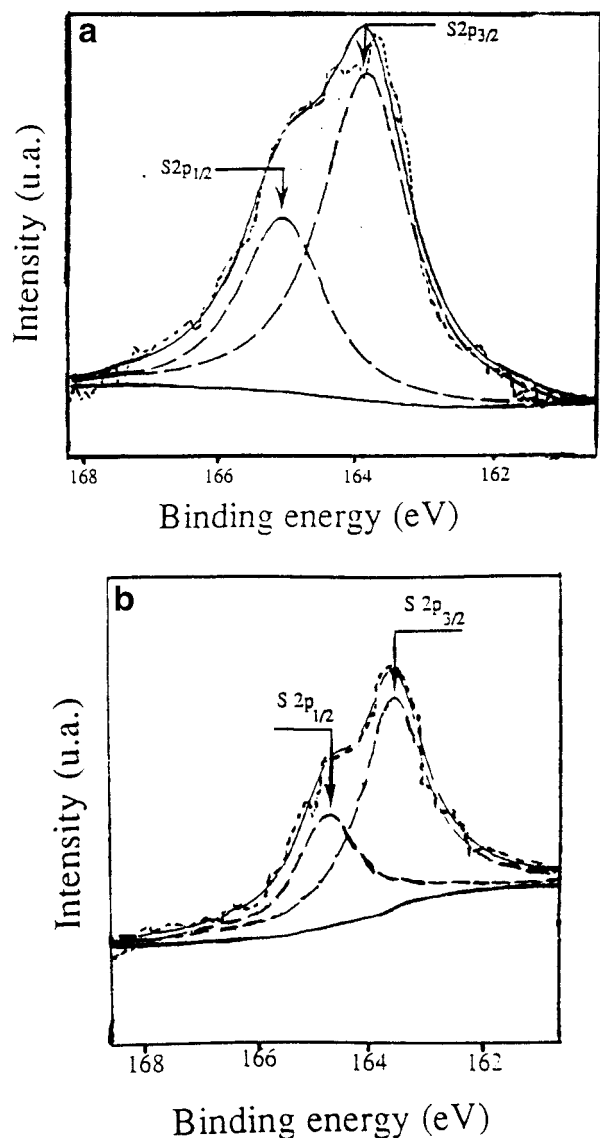 a
S2p3/2
S2p1/2
Intensity (u.a.)
168 166 164 162
Binding energy (eV)
b
S 2p3/2
S 2p1/2
Intensity (u.a.)
168 166 164 162
Binding energy (eV)